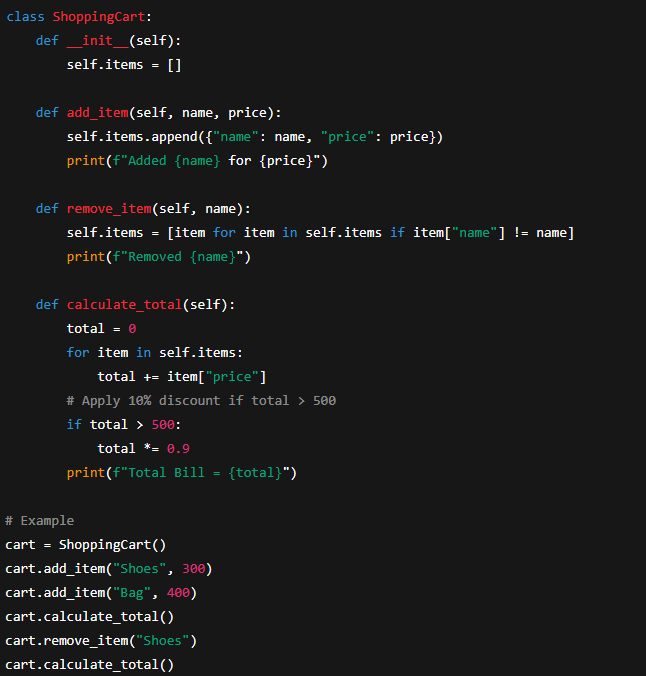 class ShoppingCart:
    def __init__(self):
        self.items = []

    def add_item(self, name, price):
        self.items.append({"name": name, "price": price})
        print(f"Added {name} for {price}")

    def remove_item(self, name):
        self.items = [item for item in self.items if item["name"] != name]
        print(f"Removed {name}")

    def calculate_total(self):
        total = 0
        for item in self.items:
            total += item["price"]
        # Apply 10% discount if total > 500
        if total > 500:
            total *= 0.9
        print(f"Total Bill = {total}")

# Example
cart = ShoppingCart()
cart.add_item("Shoes", 300)
cart.add_item("Bag", 400)
cart.calculate_total()
cart.remove_item("Shoes")
cart.calculate_total()